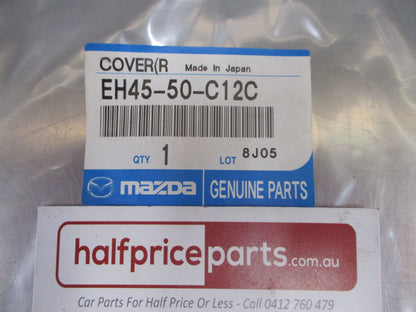 COVER(R Made In Japan
EH45-50-C12C
QTY 1 LOT 8J05
mazda GENUINE PARTS
halfpriceparts.com.au
Car Parts For Half Price Or Less - Call 0412 760 479